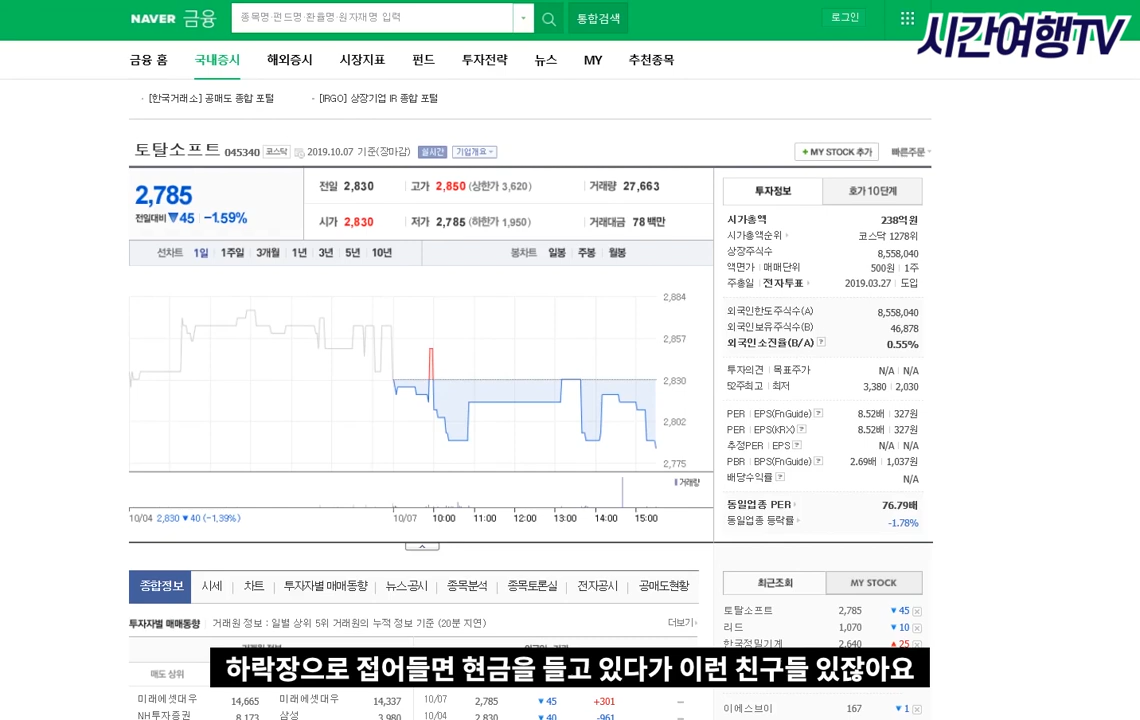 NAVER 금융 종목명·펀드명·환율명·원자재명 입력 통합검색 로그인
시간여행TV
금융 홈 국내증시 해외증시 시장지표 펀드 투자전략 뉴스 MY 추천종목
· [한국거래소] 공매도 종합 포털 · [IRGO] 상장기업 IR 종합 포털
토탈소프트 045340 코스닥 2019.10.07 기준(장마감) 실시간 기업개요 + MY STOCK 추가 빠른주문
2,785
전일대비 ▼45 | -1.59%
전일 2,830 고가 2,850 (상한가 3,620) 거래량 27,663
시가 2,830 저가 2,785 (하한가 1,950) 거래대금 78 백만
선차트 1일 1주일 3개월 1년 3년 5년 10년 봉차트 일봉 주봉 월봉
2,884
2,857
2,830
2,802
2,775
거래량
10/04 2,830 ▼40 (-1.39%) 10/07 10:00 11:00 12:00 13:00 14:00 15:00
투자정보 호가 10단계
시가총액 238억원
시가총액순위 코스닥 1278위
상장주식수 8,558,040
액면가 | 매매단위 500원 | 1주
주총일 | 전자투표 2019.03.27 | 도입
외국인한도주식수(A) 8,558,040
외국인보유주식수(B) 46,878
외국인소진율(B/A) ? 0.55%
투자의견 | 목표주가 N/A | N/A
52주최고 | 최저 3,380 | 2,030
PER | EPS(FnGuide) ? 8.52배 | 327원
PER | EPS(KRX) ? 8.52배 | 327원
추정PER | EPS ? N/A | N/A
PBR | BPS(FnGuide) ? 2.69배 | 1,037원
배당수익률 ? N/A
동일업종 PER 76.79배
동일업종 등락률 -1.78%
종합정보 시세 | 차트 | 투자자별 매매동향 | 뉴스·공시 | 종목분석 | 종목토론실 | 전자공시 | 공매도현황
투자자별 매매동향 거래원 정보 : 일별 상위 5위 거래원의 누적 정보 기준 (20분 지연) 더보기
매도 상위
미래에셋대우 14,665 미래에셋대우 14,337 10/07 2,785 ▼45 +301 –
NH투자증권 8,173 삼성 3,980 10/04 2,830 ▼40 -961 –
최근조회 MY STOCK
토탈소프트 2,785 ▼45
리드 1,070 ▼10
한국정밀기계 2,640 ▲25
이에스브이 167 ▼1
하락장으로 접어들면 현금을 들고 있다가 이런 친구들 있잖아요